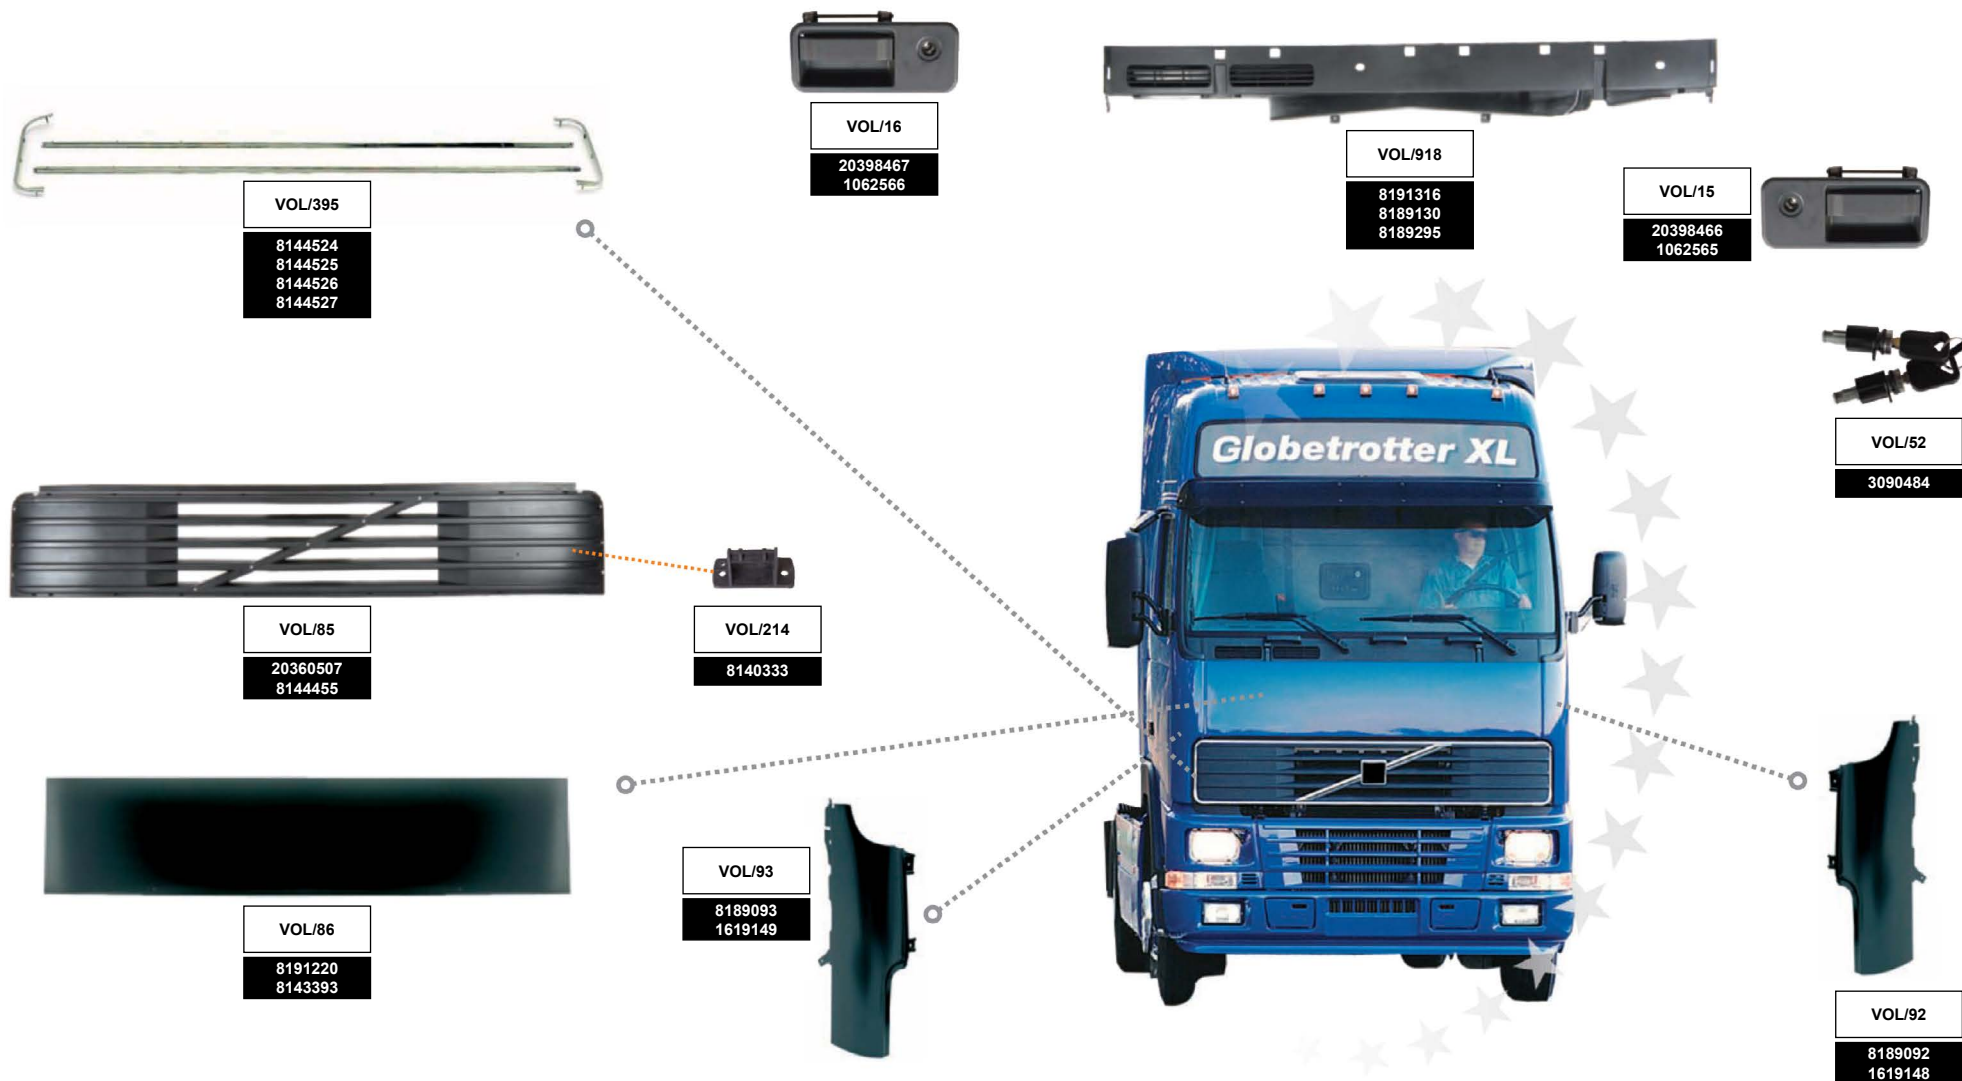 VOL/16
20398467
1062566
VOL/918
8191316
8189130
8189295
VOL/15
20398466
1062565
VOL/395
8144524
8144525
8144526
8144527
VOL/52
3090484
Globetrotter XL
VOL/85
20360507
8144455
VOL/214
8140333
VOL/86
8191220
8143393
VOL/93
8189093
1619149
VOL/92
8189092
1619148